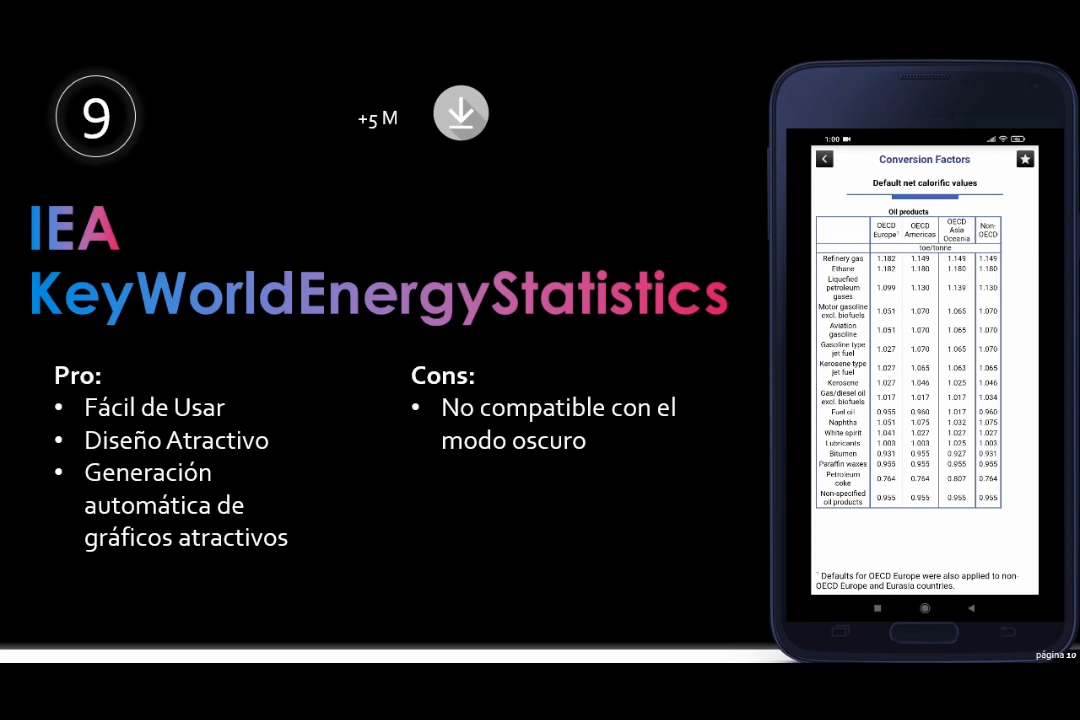 9
+5 M
IEA
KeyWorldEnergyStatistics
Pro:
• Fácil de Usar
• Diseño Atractivo
• Generación
automática de
gráficos atractivos
Cons:
• No compatible con el
modo oscuro
1:00
Conversion Factors
Default net calorific values
Oil products
OECD Europe¹ OECD Americas OECD Asia Oceania Non-OECD
toe/tonne
Refinery gas 1.182 1.149 1.149 1.149
Ethane 1.182 1.180 1.180 1.180
Liquefied petroleum gases 1.099 1.130 1.139 1.130
Motor gasoline excl. biofuels 1.051 1.070 1.065 1.070
Aviation gasoline 1.051 1.070 1.065 1.070
Gasoline type jet fuel 1.027 1.070 1.065 1.070
Kerosene type jet fuel 1.027 1.065 1.063 1.065
Kerosene 1.027 1.046 1.025 1.046
Gas/diesel oil excl. biofuels 1.017 1.017 1.017 1.034
Fuel oil 0.955 0.960 1.017 0.960
Naphtha 1.051 1.075 1.032 1.075
White spirit 1.041 1.027 1.027 1.027
Lubricants 1.003 1.003 1.025 1.003
Bitumen 0.931 0.955 0.927 0.931
Paraffin waxes 0.955 0.955 0.955 0.955
Petroleum coke 0.764 0.764 0.807 0.764
Non-specified oil products 0.955 0.955 0.955 0.955
¹ Defaults for OECD Europe were also applied to non-
OECD Europe and Eurasia countries.
página 10